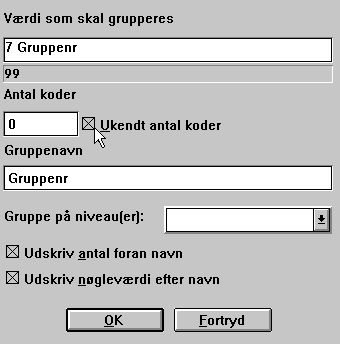 Værdi som skal grupperes
7 Gruppenr
99
Antal koder
0 Ukendt antal koder
Gruppenavn
Gruppenr
Gruppe på niveau(er):
Udskriv antal foran navn
Udskriv nøgleværdi efter navn
OK Fortryd